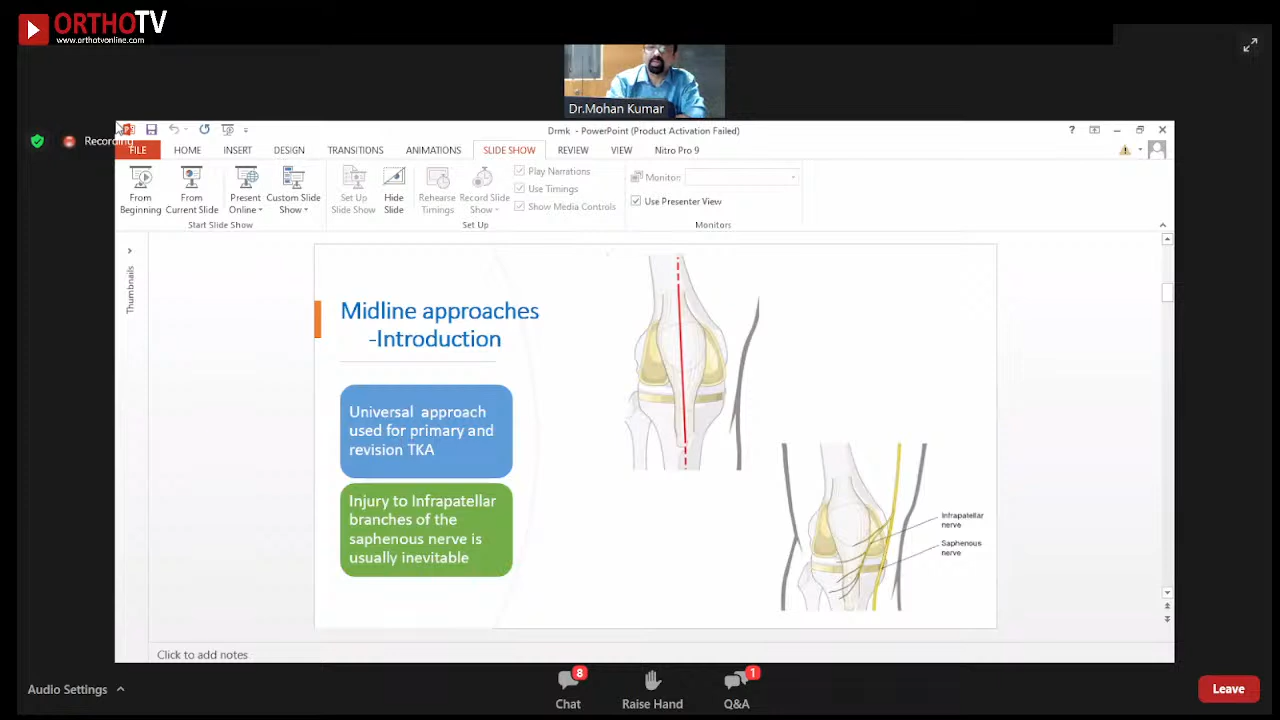 ORTHOTV
www.orthotvonline.com
Dr.Mohan Kumar
Recording
Drmk - PowerPoint (Product Activation Failed)
FILE HOME INSERT DESIGN TRANSITIONS ANIMATIONS SLIDE SHOW REVIEW VIEW Nitro Pro 9
From Beginning
From Current Slide
Present Online
Custom Slide Show
Start Slide Show
Set Up Slide Show
Hide Slide
Rehearse Timings
Record Slide Show
Play Narrations
Use Timings
Show Media Controls
Set Up
Monitor:
Use Presenter View
Monitors
Thumbnails
Midline approaches
-Introduction
Universal approach
used for primary and
revision TKA
Injury to Infrapatellar
branches of the
saphenous nerve is
usually inevitable
Infrapatellar
nerve
Saphenous
nerve
Click to add notes
Audio Settings
8
Chat
Raise Hand
1
Q&A
Leave